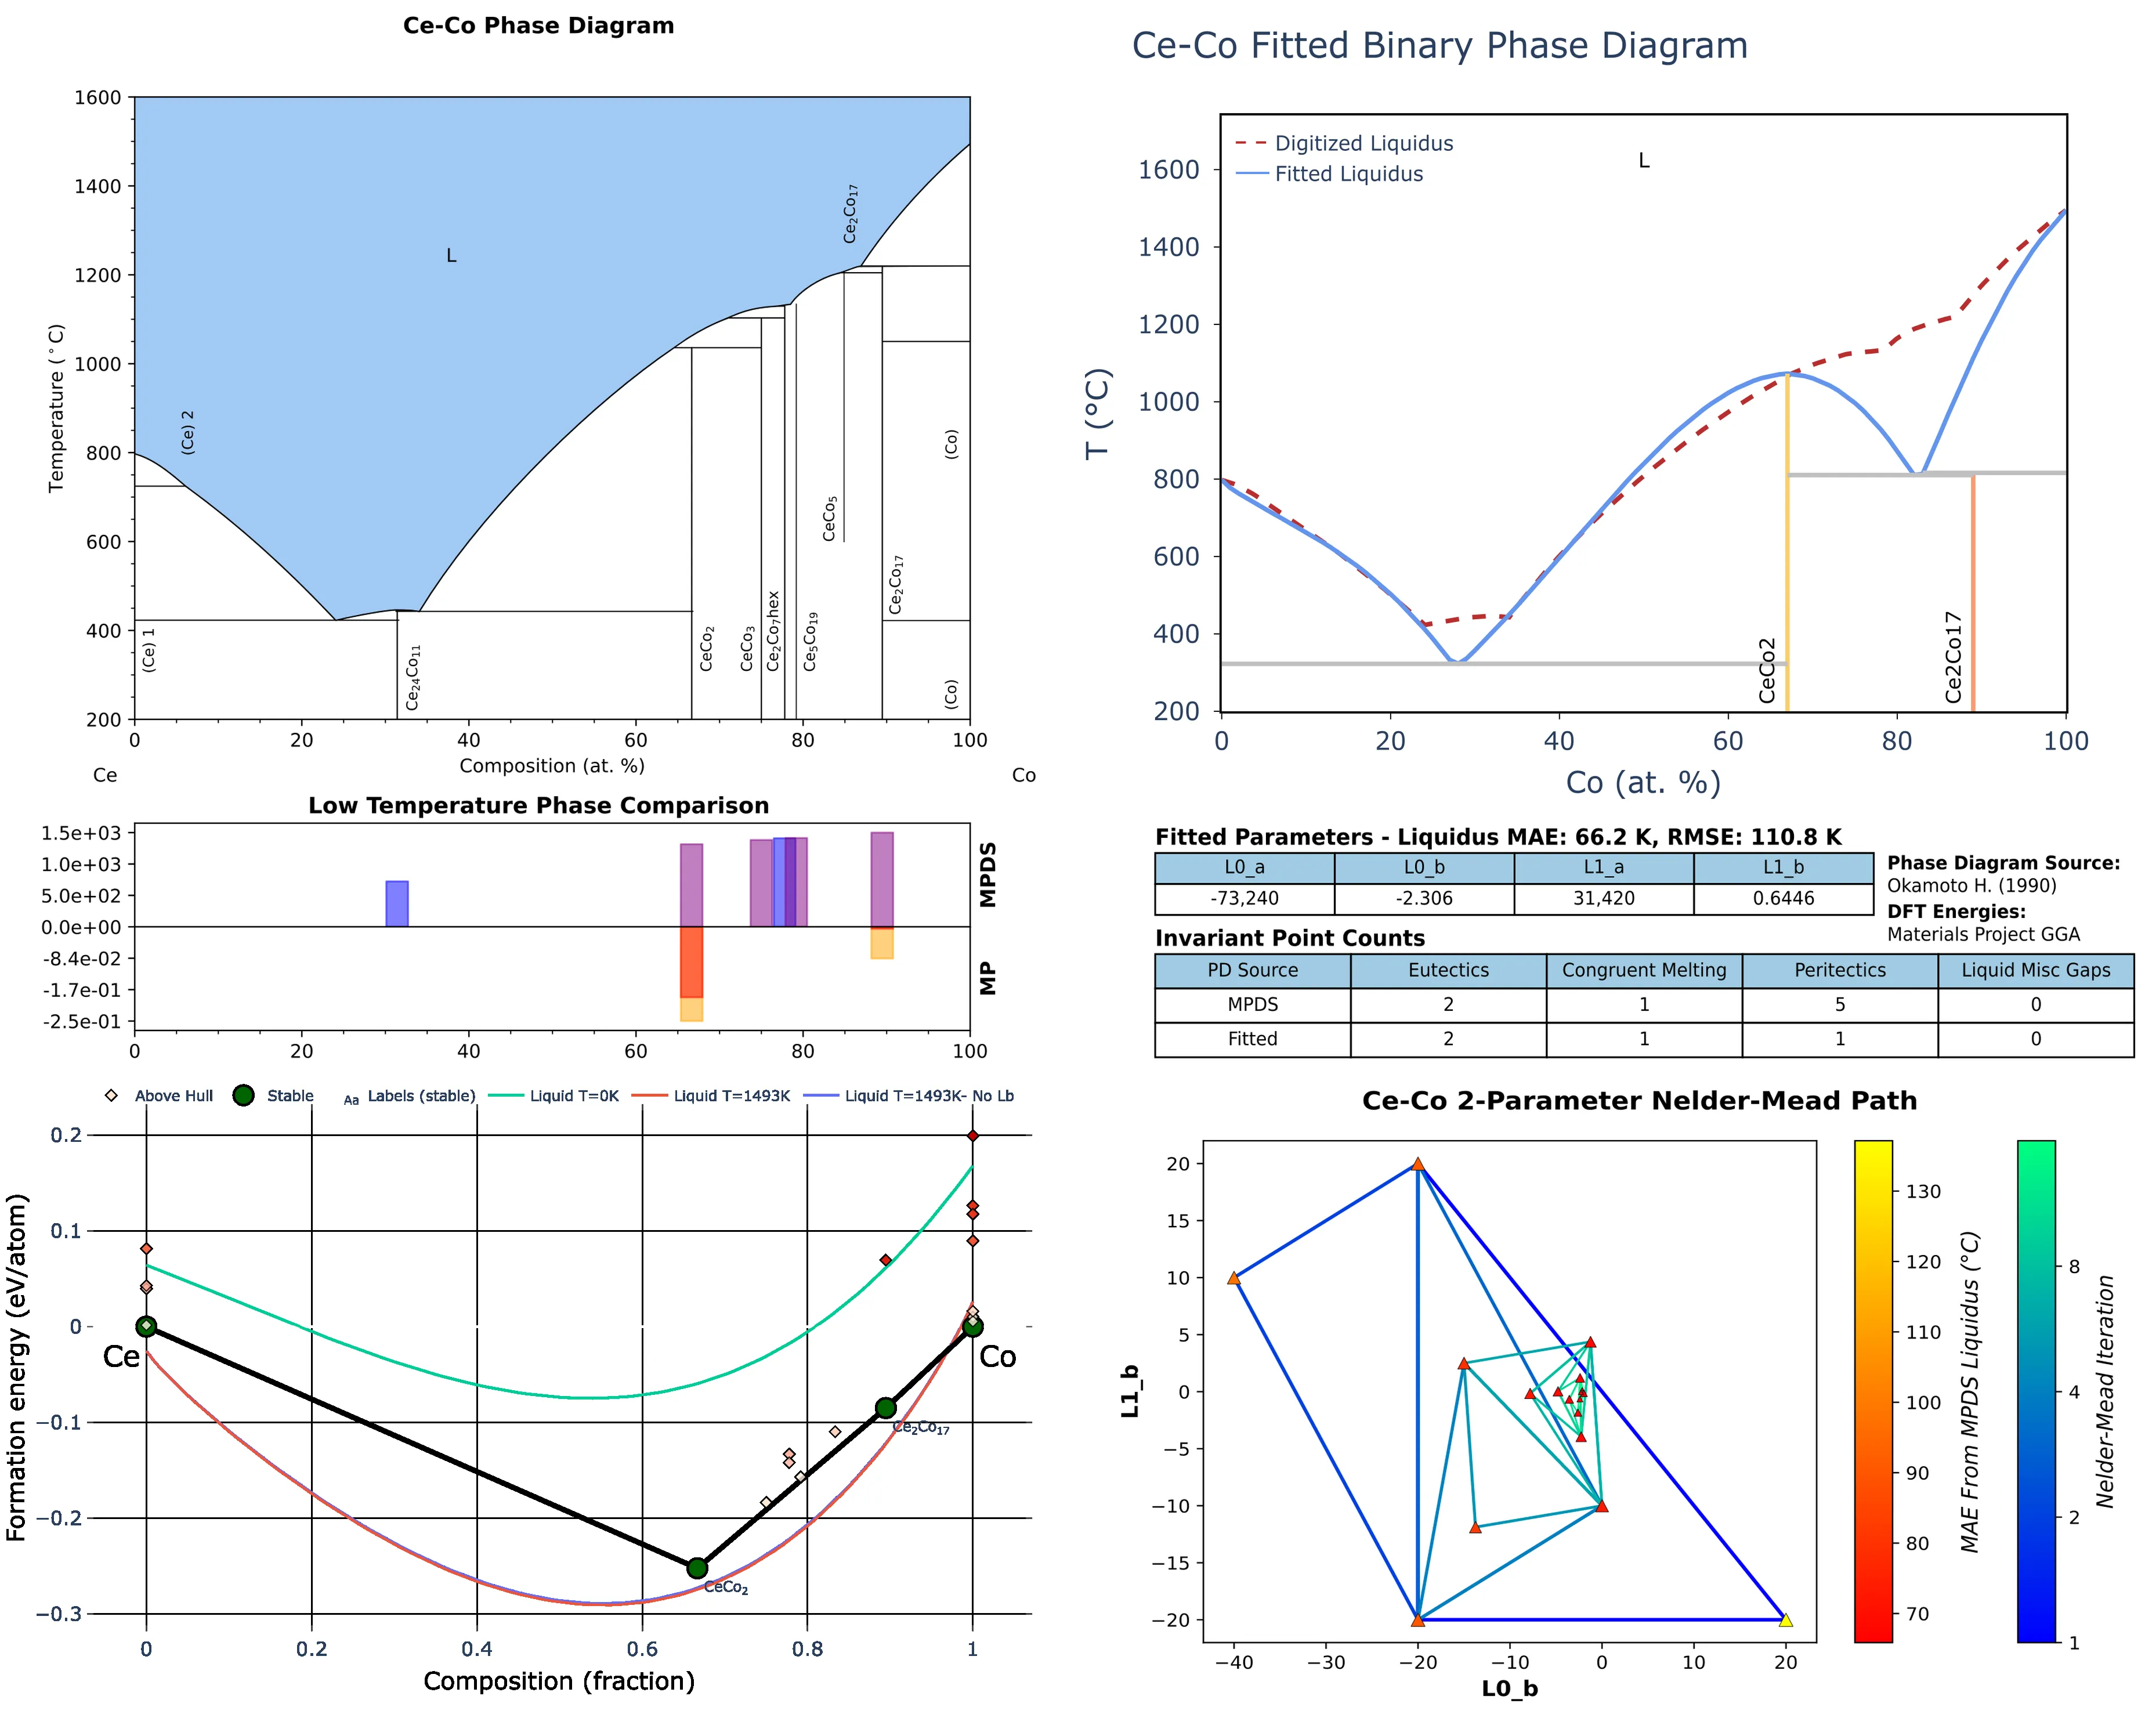 Ce-Co Phase Diagram
1600
1400
1200
1000
800
600
400
200
Temperature (°C)
L
(Ce) 2
(Ce) 1
Ce24Co11
CeCo2
CeCo3
Ce2Co7hex
Ce5Co19
CeCo5
Ce2Co17
Ce2Co17
(Co)
(Co)
0 20 40 60 80 100
Composition (at. %)
Ce
Co
Ce-Co Fitted Binary Phase Diagram
Digitized Liquidus
Fitted Liquidus
L
1600
1400
1200
1000
800
600
400
200
T (°C)
CeCo2
Ce2Co17
0 20 40 60 80 100
Co (at. %)
Low Temperature Phase Comparison
1.5e+03
1.0e+03
5.0e+02
0.0e+00
-8.4e-02
-1.7e-01
-2.5e-01
MPDS
MP
0 20 40 60 80 100
Fitted Parameters - Liquidus MAE: 66.2 K, RMSE: 110.8 K
L0_a L0_b L1_a L1_b
-73,240 -2.306 31,420 0.6446
Phase Diagram Source:
Okamoto H. (1990)
DFT Energies:
Materials Project GGA
Invariant Point Counts
PD Source Eutectics Congruent Melting Peritectics Liquid Misc Gaps
MPDS 2 1 5 0
Fitted 2 1 1 0
Above Hull Stable Aa Labels (stable) Liquid T=0K Liquid T=1493K Liquid T=1493K- No Lb
0.2
0.1
0
−0.1
−0.2
−0.3
Formation energy (eV/atom)
Ce
Co
Ce2Co17
CeCo2
0 0.2 0.4 0.6 0.8 1
Composition (fraction)
Ce-Co 2-Parameter Nelder-Mead Path
20
15
10
5
0
−5
−10
−15
−20
L1_b
−40 −30 −20 −10 0 10 20
L0_b
130
120
110
100
90
80
70
MAE From MPDS Liquidus (°C)
8
4
2
1
Nelder-Mead Iteration